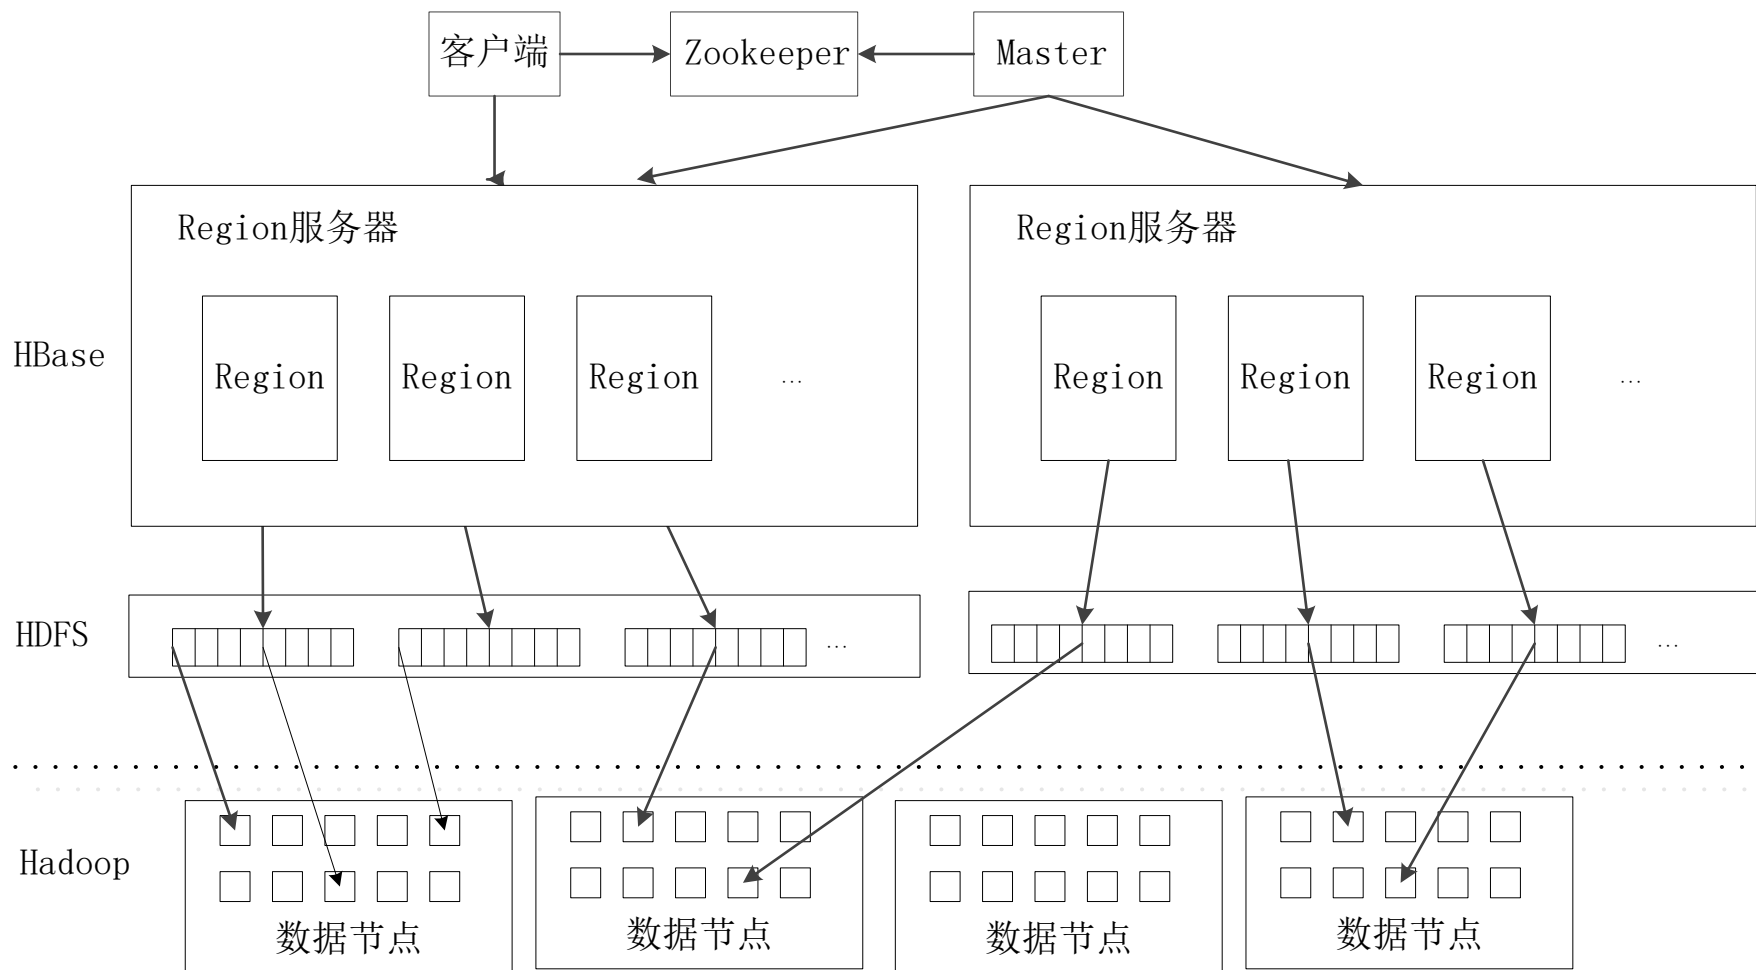 客户端
Zookeeper
Master
Region服务器
Region服务器
HBase
Region
Region
Region
...
Region
Region
Region
...
HDFS
...
...
Hadoop
数据节点
数据节点
数据节点
数据节点